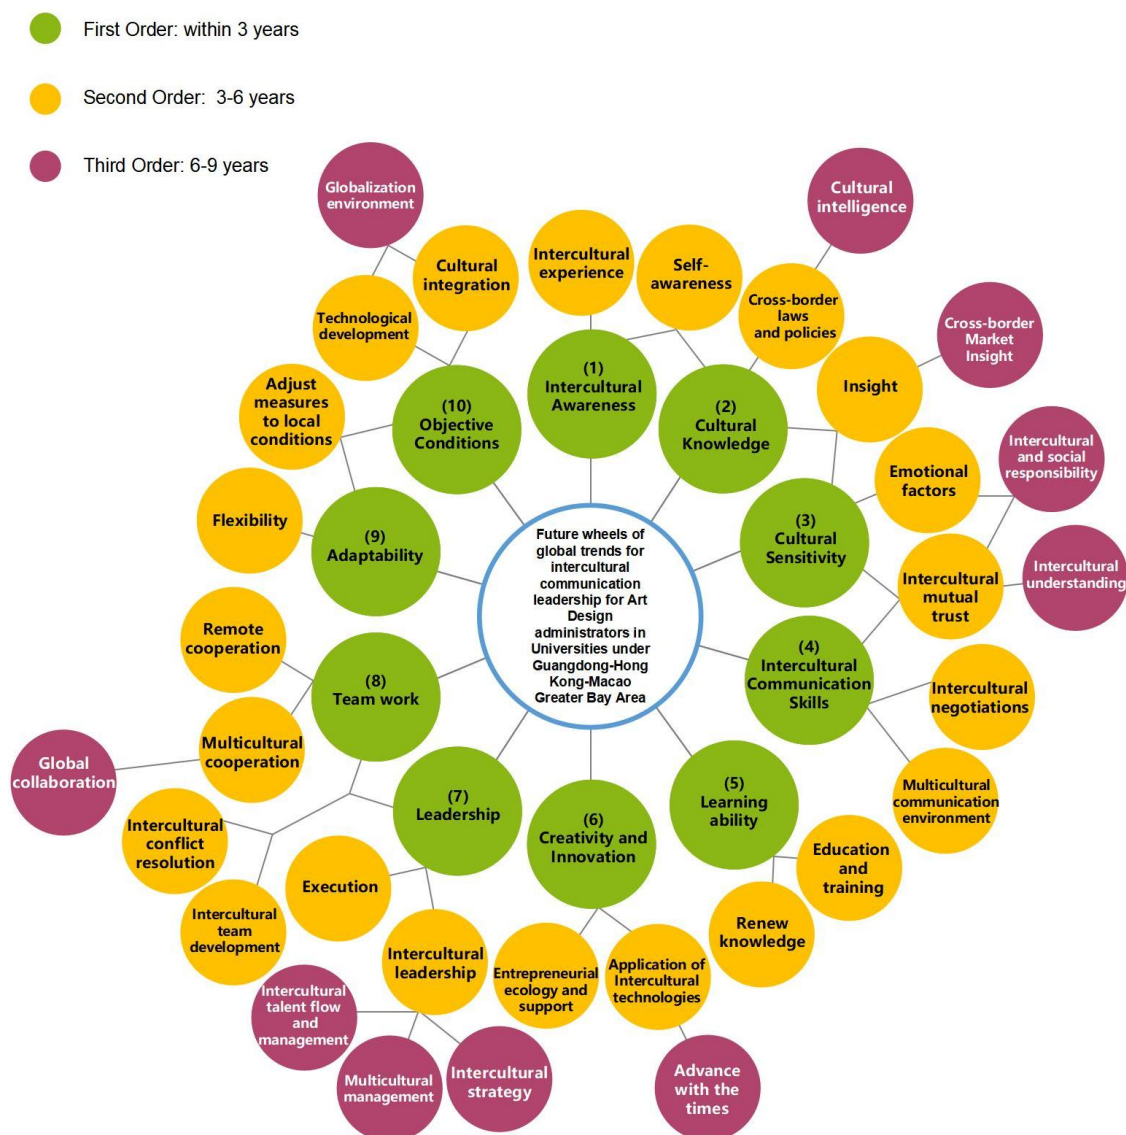 First Order: within 3 years
Second Order:  3-6 years
Third Order: 6-9 years
Globalization
environment
Cultural
intelligence
Cultural
integration
Intercultural
experience
Self-
awareness
Technological
development
Cross-border
laws
and policies
Cross-border
Market
Insight
Adjust
measures
to local
conditions
(10)
Objective
Conditions
(1)
Intercultural
Awareness
(2)
Cultural
Knowledge
Insight
Intercultural
and social
responsibility
Emotional
factors
Flexibility
(9)
Adaptability
(3)
Cultural
Sensitivity
Intercultural
understanding
Intercultural
mutual
trust
Future wheels of
global trends for
intercultural
communication
leadership for Art
Design
administrators in
Universities under
Guangdong-Hong
Kong-Macao
Greater Bay Area
Remote
cooperation
(8)
Team work
(4)
Intercultural
Communication
Skills
Intercultural
negotiations
Multicultural
cooperation
Global
collaboration
(7)
Leadership
(6)
Creativity and
Innovation
(5)
Learning
ability
Multicultural
communication
environment
Intercultural
conflict
resolution
Execution
Education
and
training
Intercultural
team
development
Intercultural
leadership
Entrepreneurial
ecology and
support
Application of
Intercultural
technologies
Renew
knowledge
Intercultural
talent flow
and
management
Multicultural
management
Intercultural
strategy
Advance
with the
times